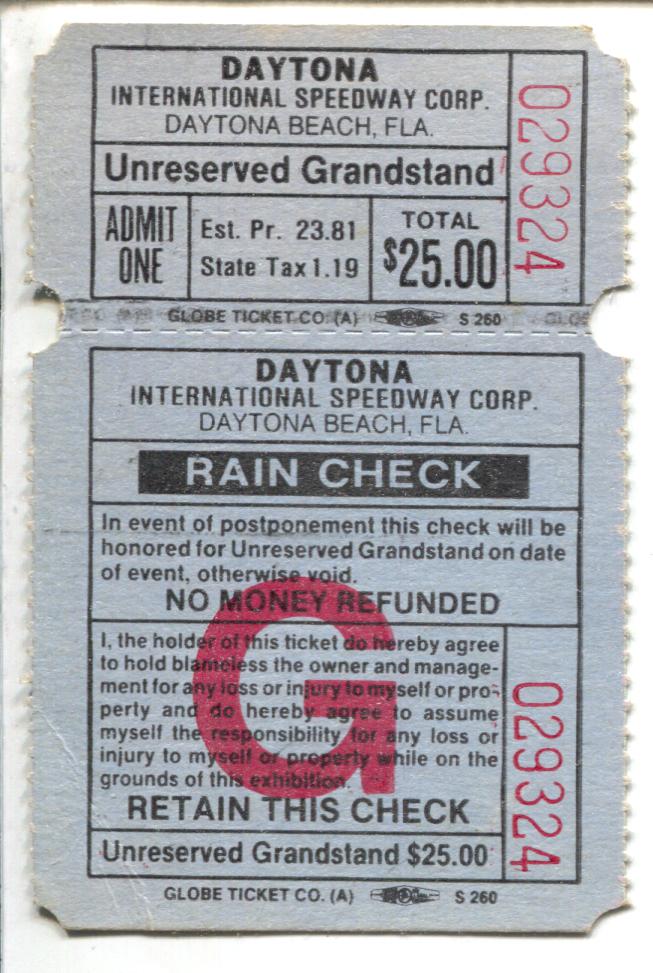 DAYTONA
INTERNATIONAL SPEEDWAY CORP.
DAYTONA BEACH, FLA.
Unreserved Grandstand
ADMIT
ONE
Est. Pr. 23.81
State Tax 1.19
TOTAL
$25.00
029324
GLOBE TICKET CO. (A) S 260
DAYTONA
INTERNATIONAL SPEEDWAY CORP.
DAYTONA BEACH, FLA.
RAIN CHECK
In event of postponement this check will be
honored for Unreserved Grandstand on date
of event, otherwise void.
NO MONEY REFUNDED
G
I, the holder of this ticket do hereby agree
to hold blameless the owner and manage-
ment for any loss or injury to myself or pro-
perty and do hereby agree to assume
myself the responsibility for any loss or
injury to myself or property while on the
grounds of this exhibition.
RETAIN THIS CHECK
029324
Unreserved Grandstand $25.00
GLOBE TICKET CO. (A) S 260